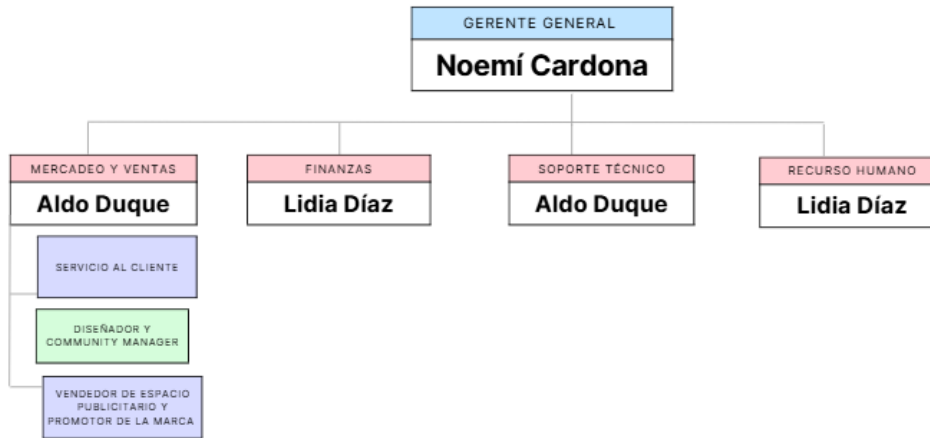 GERENTE GENERAL
Noemí Cardona
MERCADEO Y VENTAS
Aldo Duque
FINANZAS
Lidia Díaz
SOPORTE TÉCNICO
Aldo Duque
RECURSO HUMANO
Lidia Díaz
SERVICIO AL CLIENTE
DISEÑADOR Y
COMMUNITY MANAGER
VENDEDOR DE ESPACIO
PUBLICITARIO Y
PROMOTOR DE LA MARCA